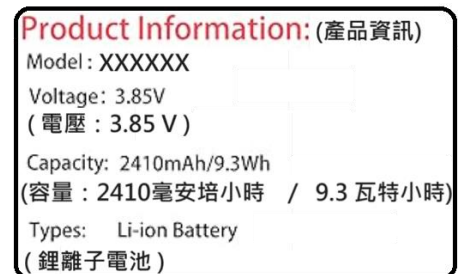 Product Information: (產品資訊)
Model : XXXXXX
Voltage: 3.85V
( 電壓：3.85 V )
Capacity: 2410mAh/9.3Wh
(容量：2410毫安培小時 / 9.3 瓦特小時)
Types: Li-ion Battery
( 鋰離子電池 )